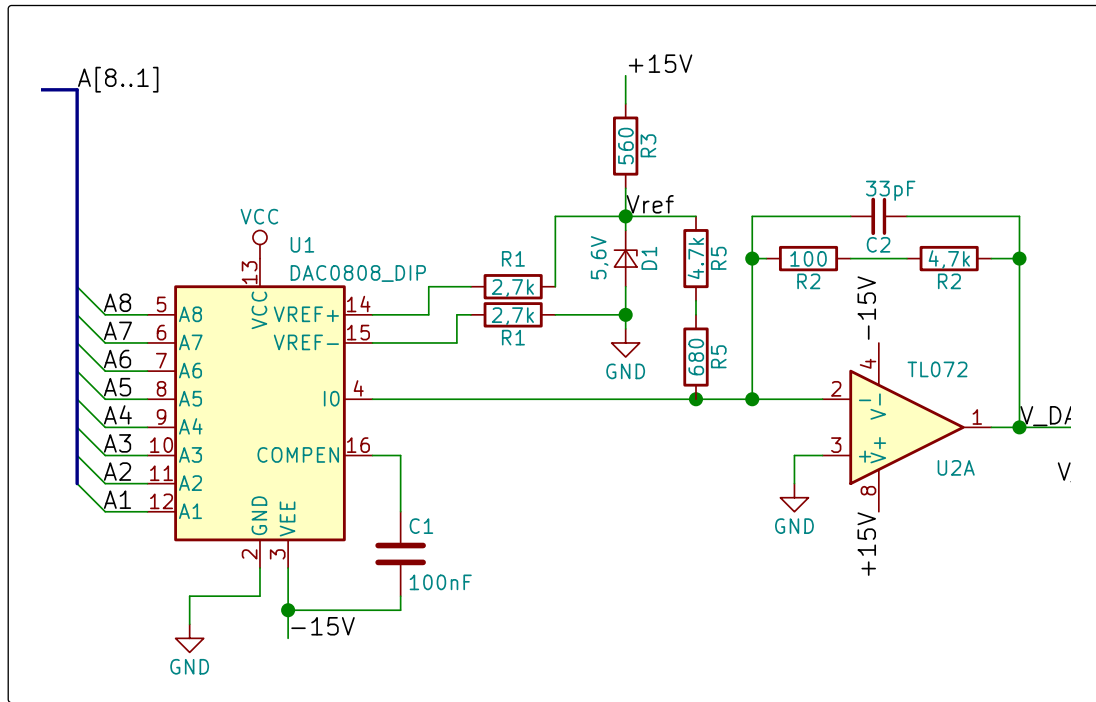 +15V
A[8..1]
560
R3
33pF
C2
Vref
VCC
U1
DAC0808_DIP
13
VCC
5,6V
D1
4.7k
R5
100
R2
4,7k
R2
R1
2,7k
2,7k
R1
GND
680
R5
A8 5 A8
A7 6 A7
A6 7 A6
A5 8 A5
A4 9 A4
A3 10 A3
A2 11 A2
A1 12 A1
VREF+ 14
VREF- 15
IO 4
COMPEN 16
GND
2
VEE
3
C1
100nF
-15V
GND
-15V
4
TL072
2 -
V-
3 +
V+
1
V_DA
U2A
8
GND
+15V